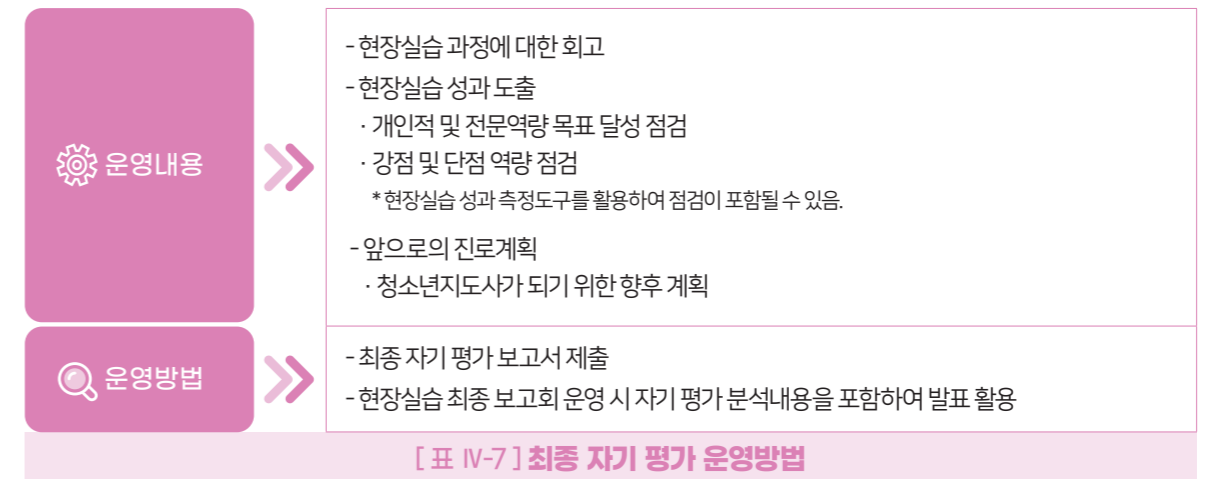 운영내용
- 현장실습 과정에 대한 회고
- 현장실습 성과 도출
· 개인적 및 전문역량 목표 달성 점검
· 강점 및 단점 역량 점검
* 현장실습 성과 측정도구를 활용하여 점검이 포함될 수 있음.
- 앞으로의 진로계획
· 청소년지도사가 되기 위한 향후 계획
운영방법
- 최종 자기 평가 보고서 제출
- 현장실습 최종 보고회 운영 시 자기 평가 분석내용을 포함하여 발표 활용
[ 표 Ⅳ-7 ] 최종 자기 평가 운영방법